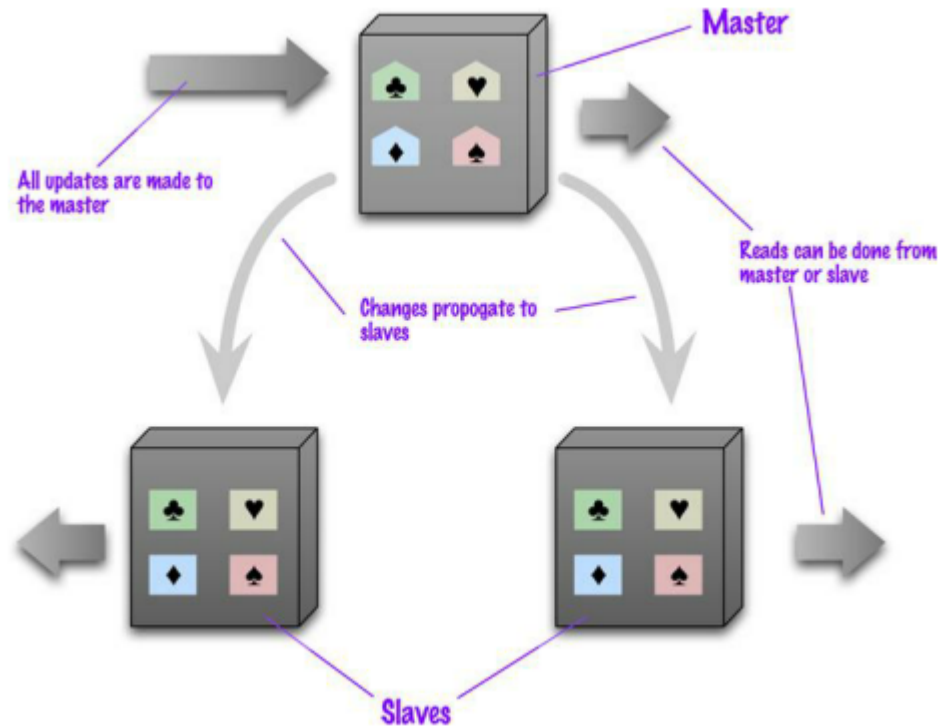 Master
All updates are made to
the master
Reads can be done from
master or slave
Changes propogate to
slaves
Slaves